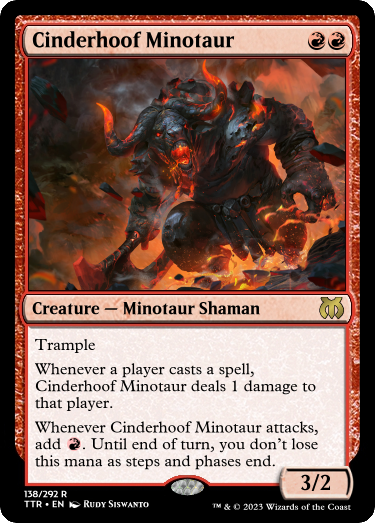 Cinderhoof Minotaur
Creature — Minotaur Shaman
Trample
Whenever a player casts a spell,
Cinderhoof Minotaur deals 1 damage to
that player.
Whenever Cinderhoof Minotaur attacks,
add . Until end of turn, you don't lose
this mana as steps and phases end.
3/2
138/292 R
TTR • EN Rudy Siswanto
™ & © 2023 Wizards of the Coast